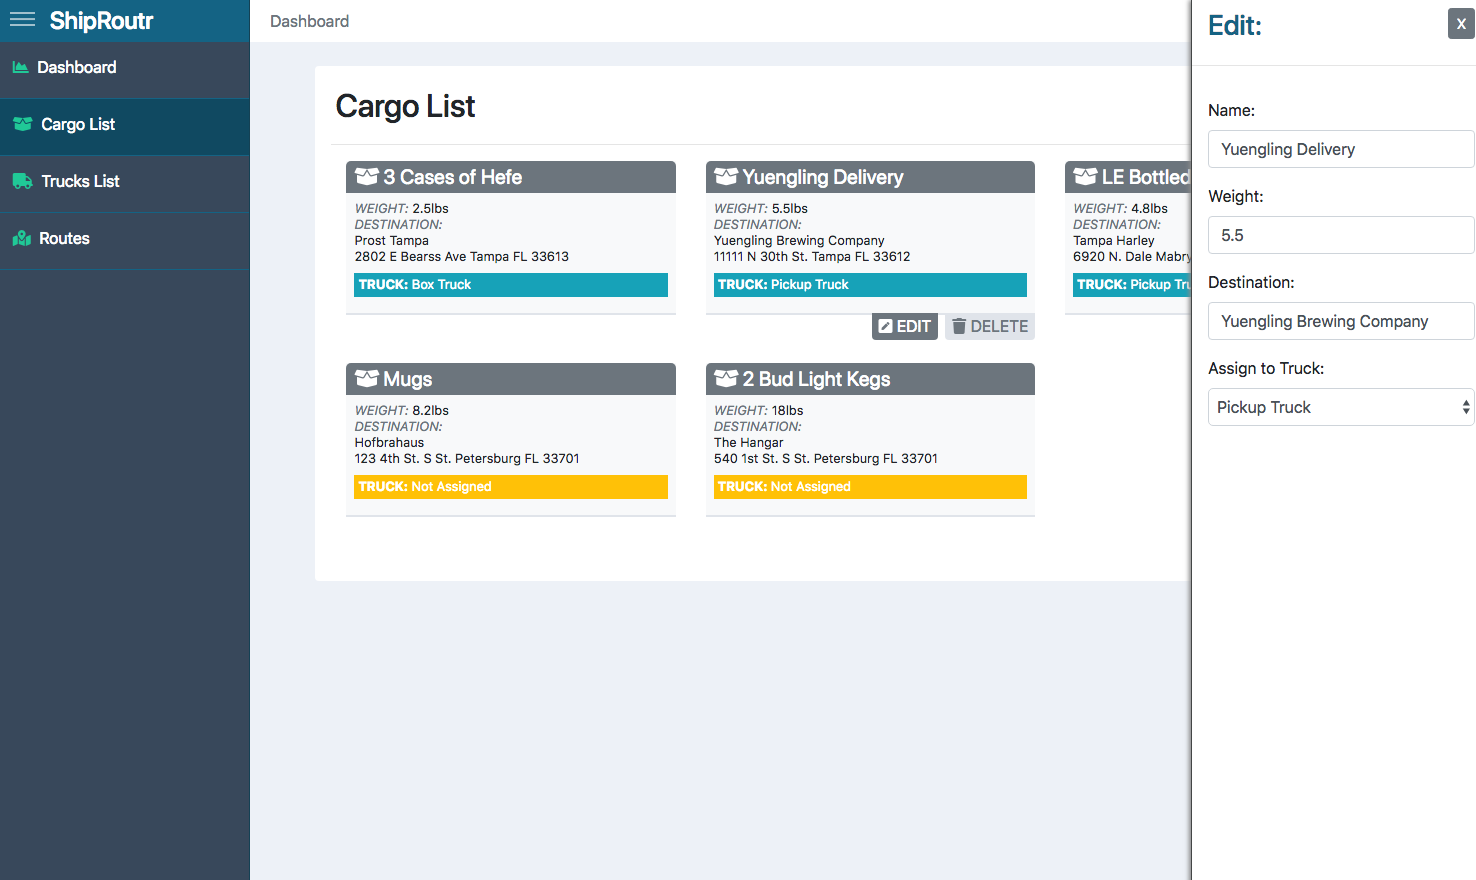 ShipRoutr
Dashboard
Cargo List
Trucks List
Routes
Dashboard
Cargo List
3 Cases of Hefe
WEIGHT: 2.5lbs
DESTINATION:
Prost Tampa
2802 E Bearss Ave Tampa FL 33613
TRUCK: Box Truck
Yuengling Delivery
WEIGHT: 5.5lbs
DESTINATION:
Yuengling Brewing Company
11111 N 30th St. Tampa FL 33612
TRUCK: Pickup Truck
EDIT
DELETE
LE Bottled
WEIGHT: 4.8lbs
DESTINATION:
Tampa Harley
6920 N. Dale Mabry
TRUCK: Pickup
Mugs
WEIGHT: 8.2lbs
DESTINATION:
Hofbrahaus
123 4th St. S St. Petersburg FL 33701
TRUCK: Not Assigned
2 Bud Light Kegs
WEIGHT: 18lbs
DESTINATION:
The Hangar
540 1st St. S St. Petersburg FL 33701
TRUCK: Not Assigned
Edit:
X
Name:
Yuengling Delivery
Weight:
5.5
Destination:
Yuengling Brewing Company
Assign to Truck:
Pickup Truck